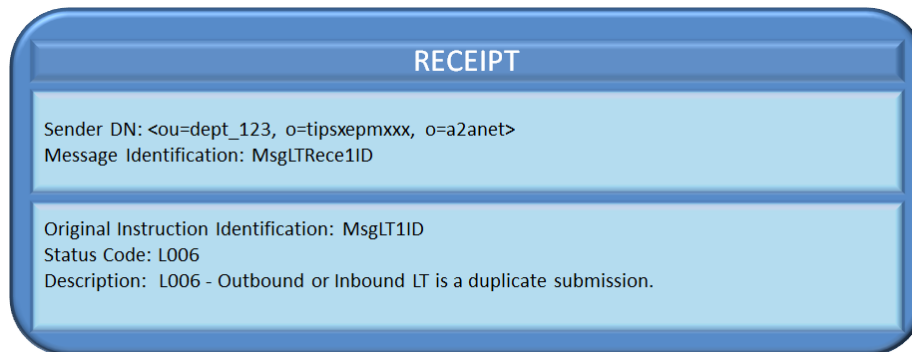 RECEIPT
Sender DN: <ou=dept_123, o=tipsxepmxxx, o=a2anet>
Message Identification: MsgLTRece1ID
Original Instruction Identification: MsgLT1ID
Status Code: L006
Description: L006 - Outbound or Inbound LT is a duplicate submission.